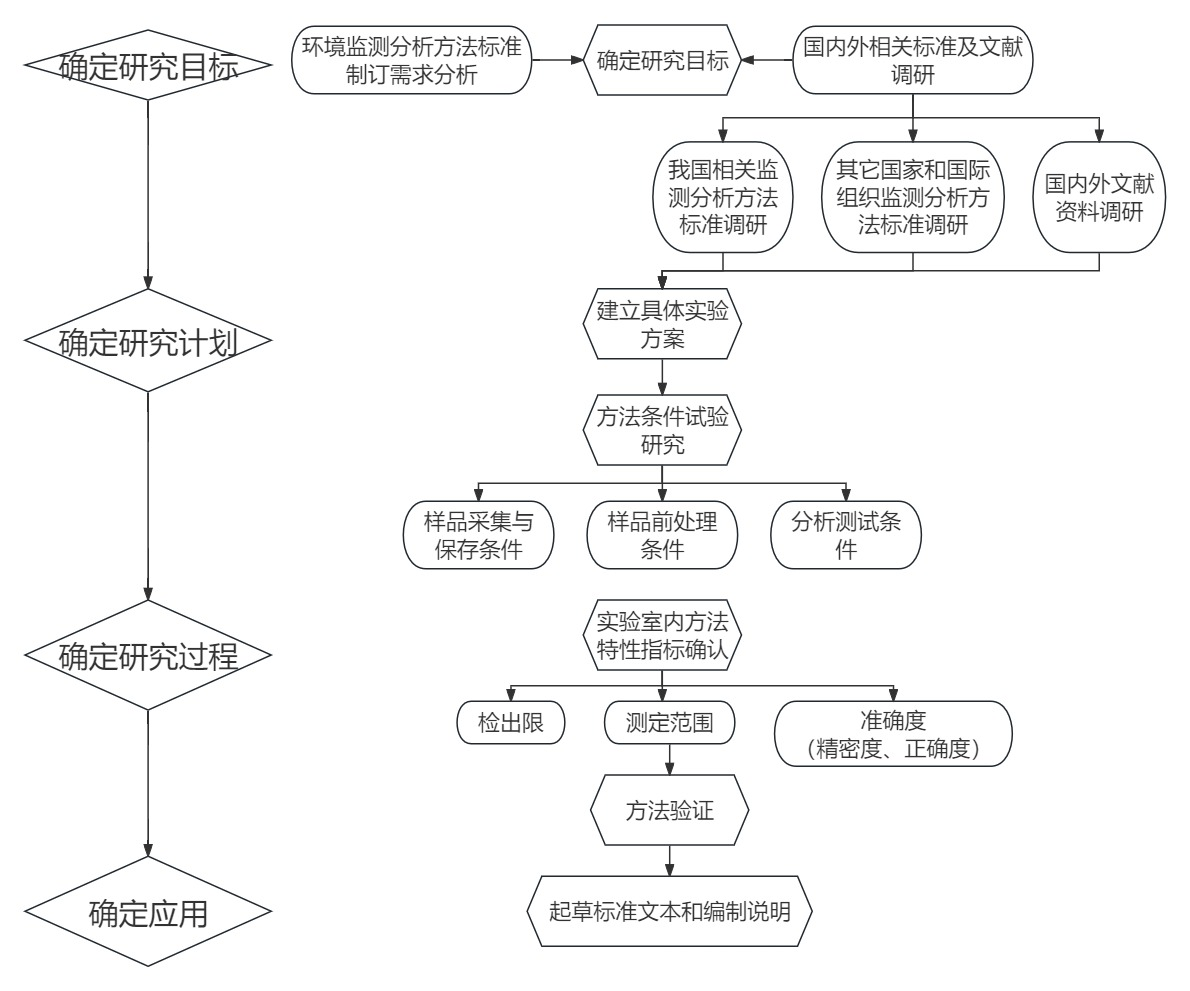 确定研究目标
环境监测分析方法标准
制订需求分析
确定研究目标
国内外相关标准及文献
调研
我国相关监
测分析方法
标准调研
其它国家和国际
组织监测分析方
法标准调研
国内外文献
资料调研
确定研究计划
建立具体实验
方案
方法条件试验
研究
样品采集与
保存条件
样品前处理
条件
分析测试条
件
确定研究过程
实验室内方法
特性指标确认
检出限
测定范围
准确度
（精密度、正确度）
方法验证
确定应用
起草标准文本和编制说明